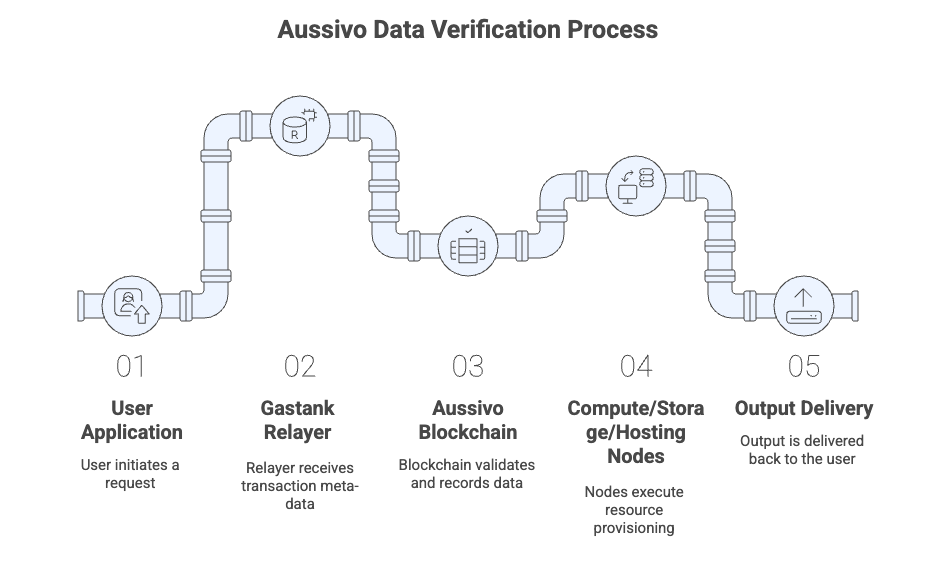 Aussivo Data Verification Process
R
01
User
Application
User initiates a
request
02
Gastank
Relayer
Relayer receives
transaction meta-
data
03
Aussivo
Blockchain
Blockchain validates
and records data
04
Compute/Stora
ge/Hosting
Nodes
Nodes execute
resource
provisioning
05
Output Delivery
Output is delivered
back to the user